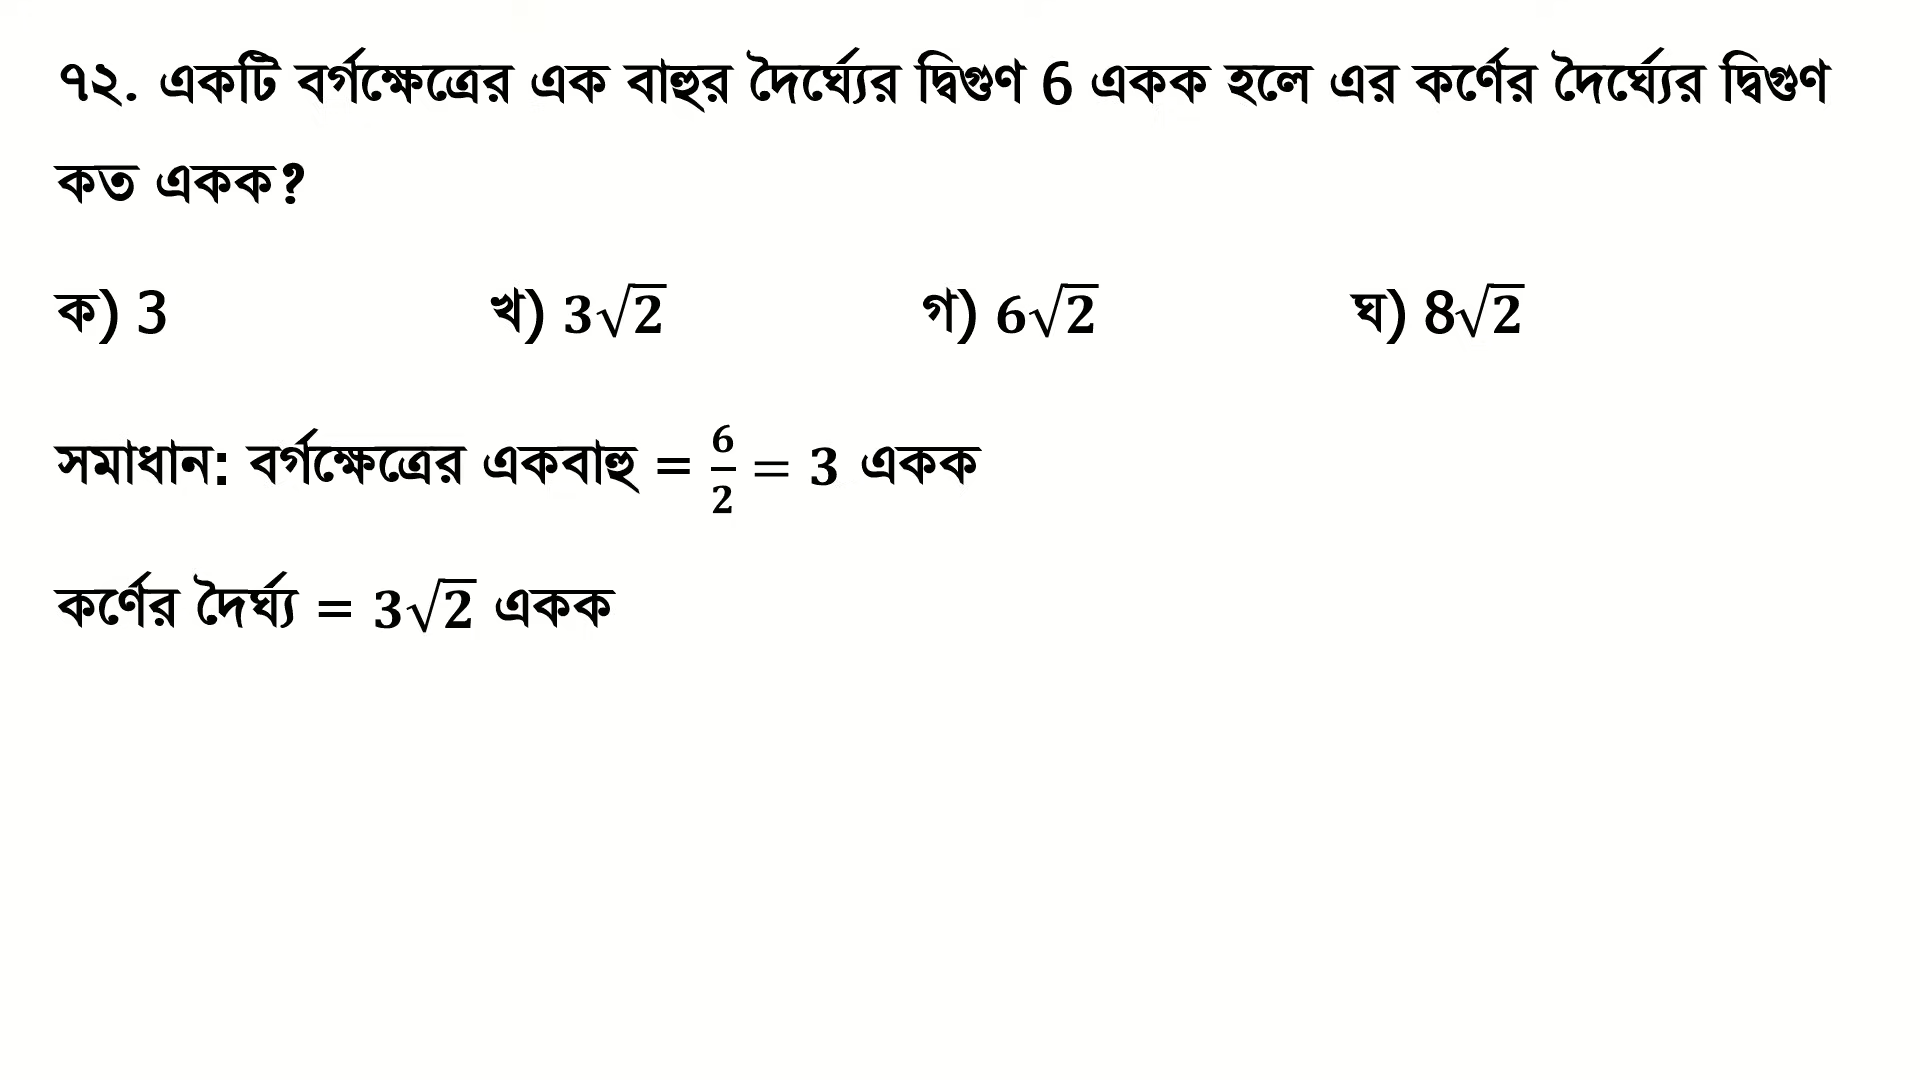 ৭২. একটি বর্গক্ষেত্রের এক বাহুর দৈর্ঘ্যের দ্বিগুণ 6 একক হলে এর কর্ণের দৈর্ঘ্যের দ্বিগুণ
কত একক?
ক) 3 খ) 3√2 গ) 6√2 ঘ) 8√2
সমাধান: বর্গক্ষেত্রের একবাহু = 6/2 = 3 একক
কর্ণের দৈর্ঘ্য = 3√2 একক